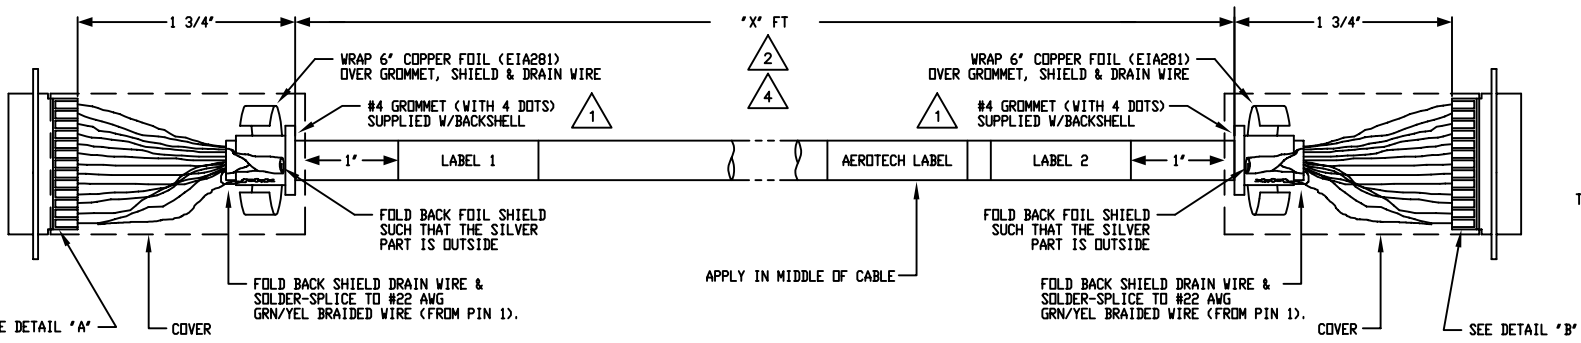 1 3/4"
"X" FT
1 3/4"
WRAP 6" COPPER FOIL (EIA281)
OVER GROMMET, SHIELD & DRAIN WIRE
2
WRAP 6" COPPER FOIL (EIA281)
OVER GROMMET, SHIELD & DRAIN WIRE
4
#4 GROMMET (WITH 4 DOTS)
SUPPLIED W/BACKSHELL
1
1
#4 GROMMET (WITH 4 DOTS)
SUPPLIED W/BACKSHELL
1"
LABEL 1
AEROTECH LABEL
LABEL 2
1"
FOLD BACK FOIL SHIELD
SUCH THAT THE SILVER
PART IS OUTSIDE
FOLD BACK FOIL SHIELD
SUCH THAT THE SILVER
PART IS OUTSIDE
T
APPLY IN MIDDLE OF CABLE
FOLD BACK SHIELD DRAIN WIRE &
SOLDER-SPLICE TO #22 AWG
GRN/YEL BRAIDED WIRE (FROM PIN 1).
FOLD BACK SHIELD DRAIN WIRE &
SOLDER-SPLICE TO #22 AWG
GRN/YEL BRAIDED WIRE (FROM PIN 1).
E DETAIL "A"
COVER
COVER
SEE DETAIL "B"